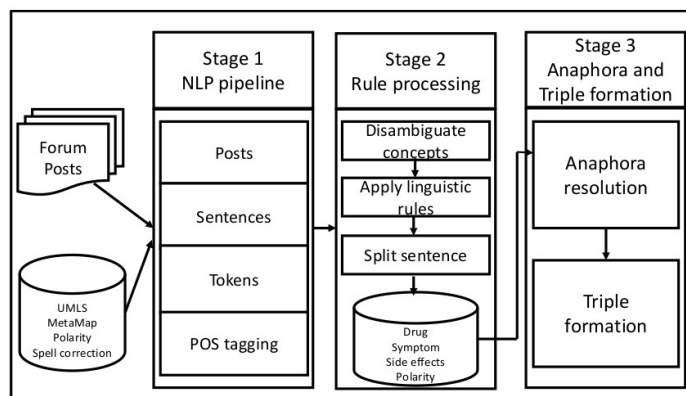 Stage 1
NLP pipeline
Stage 2
Rule processing
Stage 3
Anaphora and
Triple formation
Forum
Posts
UMLS
MetaMap
Polarity
Spell correction
Posts
Sentences
Tokens
POS tagging
Disambiguate
concepts
Apply linguistic
rules
Split sentence
Drug
Symptom
Side effects
Polarity
Anaphora
resolution
Triple
formation